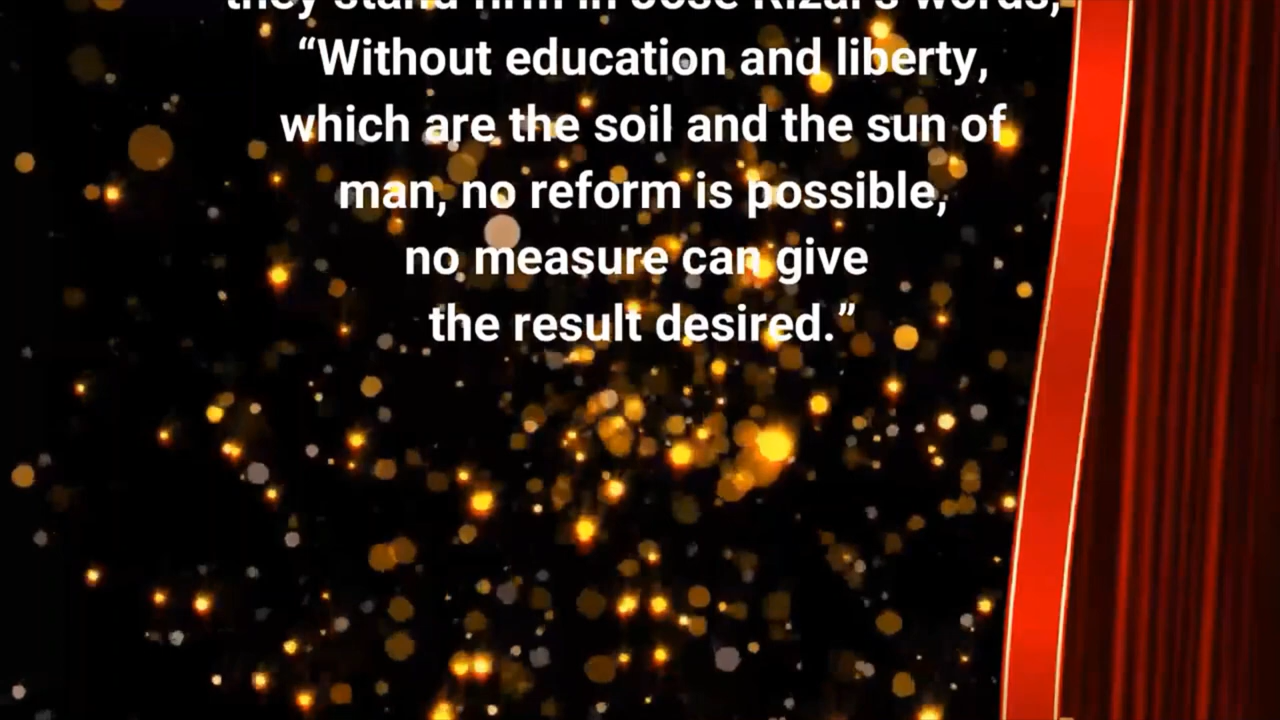 they stand firm in Jose Rizal's words,
“Without education and liberty,
which are the soil and the sun of
man, no reform is possible,
no measure can give
the result desired.”